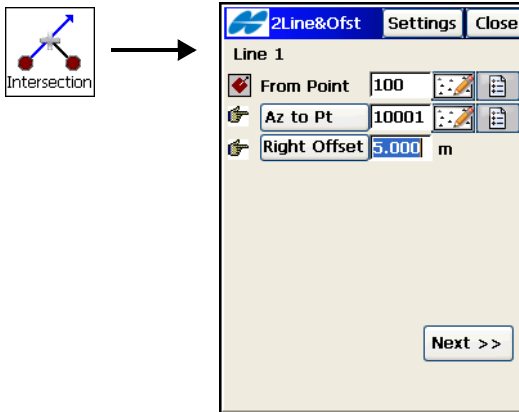 Intersection
2Line&Ofst Settings Close
Line 1
From Point 100
Az to Pt 10001
Right Offset 5.000 m
Next >>